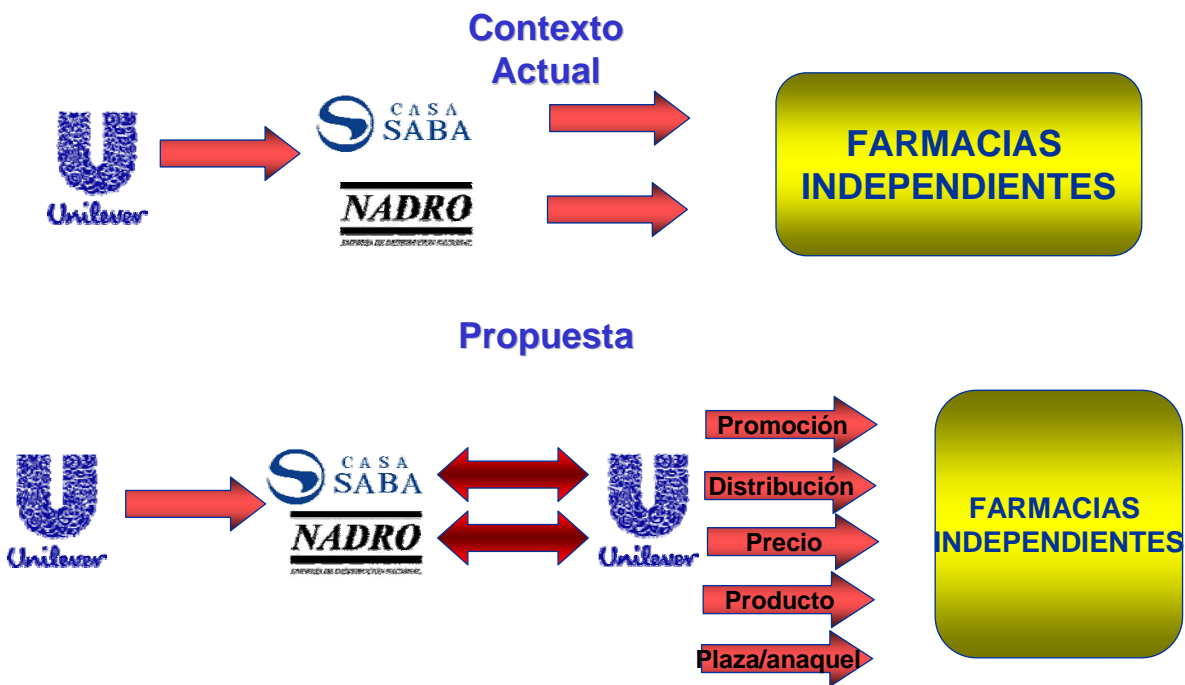 Contexto
Actual
Unilever
CASA
SABA
NADRO
FARMACIAS
INDEPENDIENTES
Propuesta
Unilever
CASA
SABA
NADRO
Unilever
Promoción
Distribución
Precio
Producto
Plaza/anaquel
FARMACIAS
INDEPENDIENTES